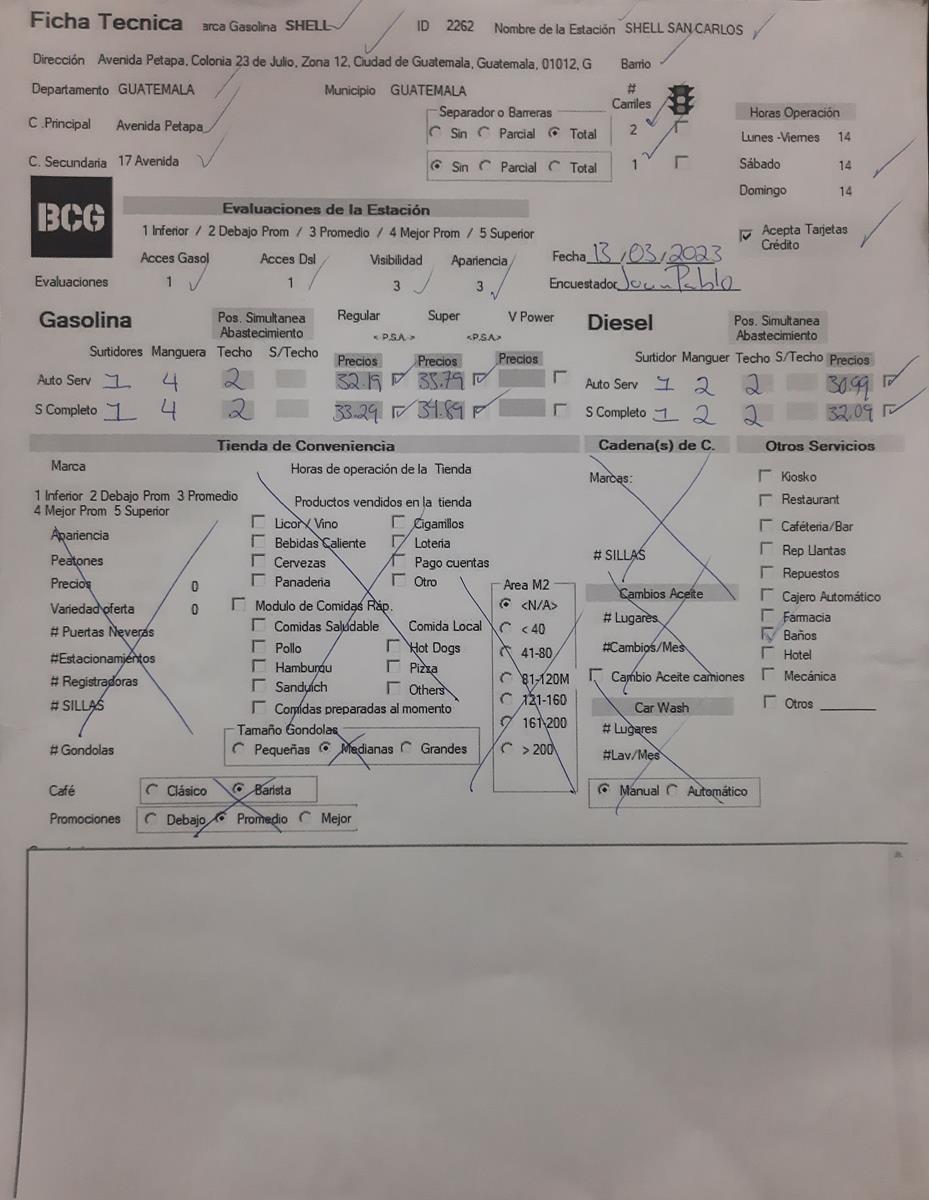 Ficha Tecnica arca Gasolina SHELL ID 2262 Nombre de la Estación SHELL SAN CARLOS
Dirección Avenida Petapa, Colonia 23 de Julio, Zona 12, Ciudad de Guatemala, Guatemala, 01012, G Barrio
Departamento GUATEMALA Municipio GUATEMALA # Carriles
C .Principal Avenida Petapa Separador o Barreras Sin Parcial Total 2
C. Secundaria 17 Avenida Sin Parcial Total 1
Horas Operación
Lunes -Viernes 14
Sábado 14
Domingo 14
BCG
Evaluaciones de la Estación
1 Inferior / 2 Debajo Prom / 3 Promedio / 4 Mejor Prom / 5 Superior
Acepta Tarjetas Crédito
Acces Gasol Acces Dsl Visibilidad Apariencia
Evaluaciones 1 1 3 3
Fecha 13/03/2023
Encuestador Juan Pablo
Gasolina Pos. Simultanea Abastecimiento Regular Super V Power
< P.S.A. > <P.S.A>
Surtidores Manguera Techo S/Techo Precios Precios Precios
Auto Serv 1 4 2 32.19 33.79
S Completo 1 4 2 33.29 34.89
Diesel Pos. Simultanea Abastecimiento
Surtidor Manguer Techo S/Techo Precios
Auto Serv 1 2 2 30.99
S Completo 1 2 2 32.09
Tienda de Conveniencia
Marca
1 Inferior 2 Debajo Prom 3 Promedio
4 Mejor Prom 5 Superior
Apariencia
Peatones
Precios 0
Variedad oferta 0
# Puertas Neveras
#Estacionamientos
# Registradoras
# SILLAS
# Gondolas
Horas de operación de la Tienda
Productos vendidos en la tienda
Licor / Vino Cigarrillos
Bebidas Caliente Loteria
Cervezas Pago cuentas
Panaderia Otro
Modulo de Comidas Ráp.
Comidas Saludable Comida Local
Pollo Hot Dogs
Hamburgu Pizza
Sanduich Others
Comidas preparadas al momento
Tamaño Gondolas
Pequeñas Medianas Grandes
Area M2
<N/A>
< 40
41-80
81-120M
121-160
161-200
> 200
Café Clásico Barista
Promociones Debajo Promedio Mejor
Cadena(s) de C.
Marcas:
# SILLAS
Cambios Aceite
# Lugares
#Cambios/Mes
Cambio Aceite camiones
Car Wash
# Lugares
#Lav/Mes
Manual Automático
Otros Servicios
Kiosko
Restaurant
Caféteria/Bar
Rep Llantas
Repuestos
Cajero Automático
Farmacia
Baños
Hotel
Mecánica
Otros